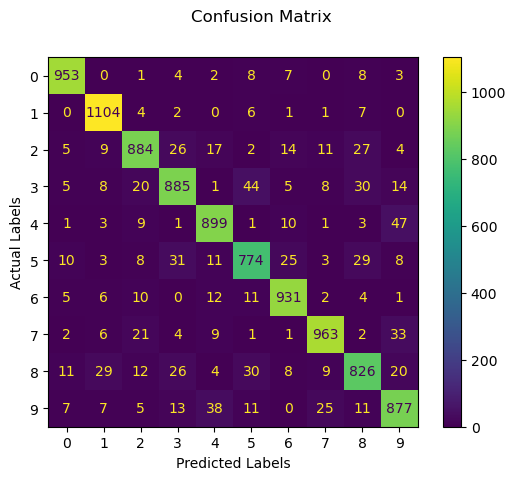 Confusion Matrix
0 953 0 1 4 2 8 7 0 8 3
1 0 1104 4 2 0 6 1 1 7 0
2 5 9 884 26 17 2 14 11 27 4
3 5 8 20 885 1 44 5 8 30 14
4 1 3 9 1 899 1 10 1 3 47
5 10 3 8 31 11 774 25 3 29 8
6 5 6 10 0 12 11 931 2 4 1
7 2 6 21 4 9 1 1 963 2 33
8 11 29 12 26 4 30 8 9 826 20
9 7 7 5 13 38 11 0 25 11 877
0 1 2 3 4 5 6 7 8 9
Predicted Labels
Actual Labels
1000
800
600
400
200
0